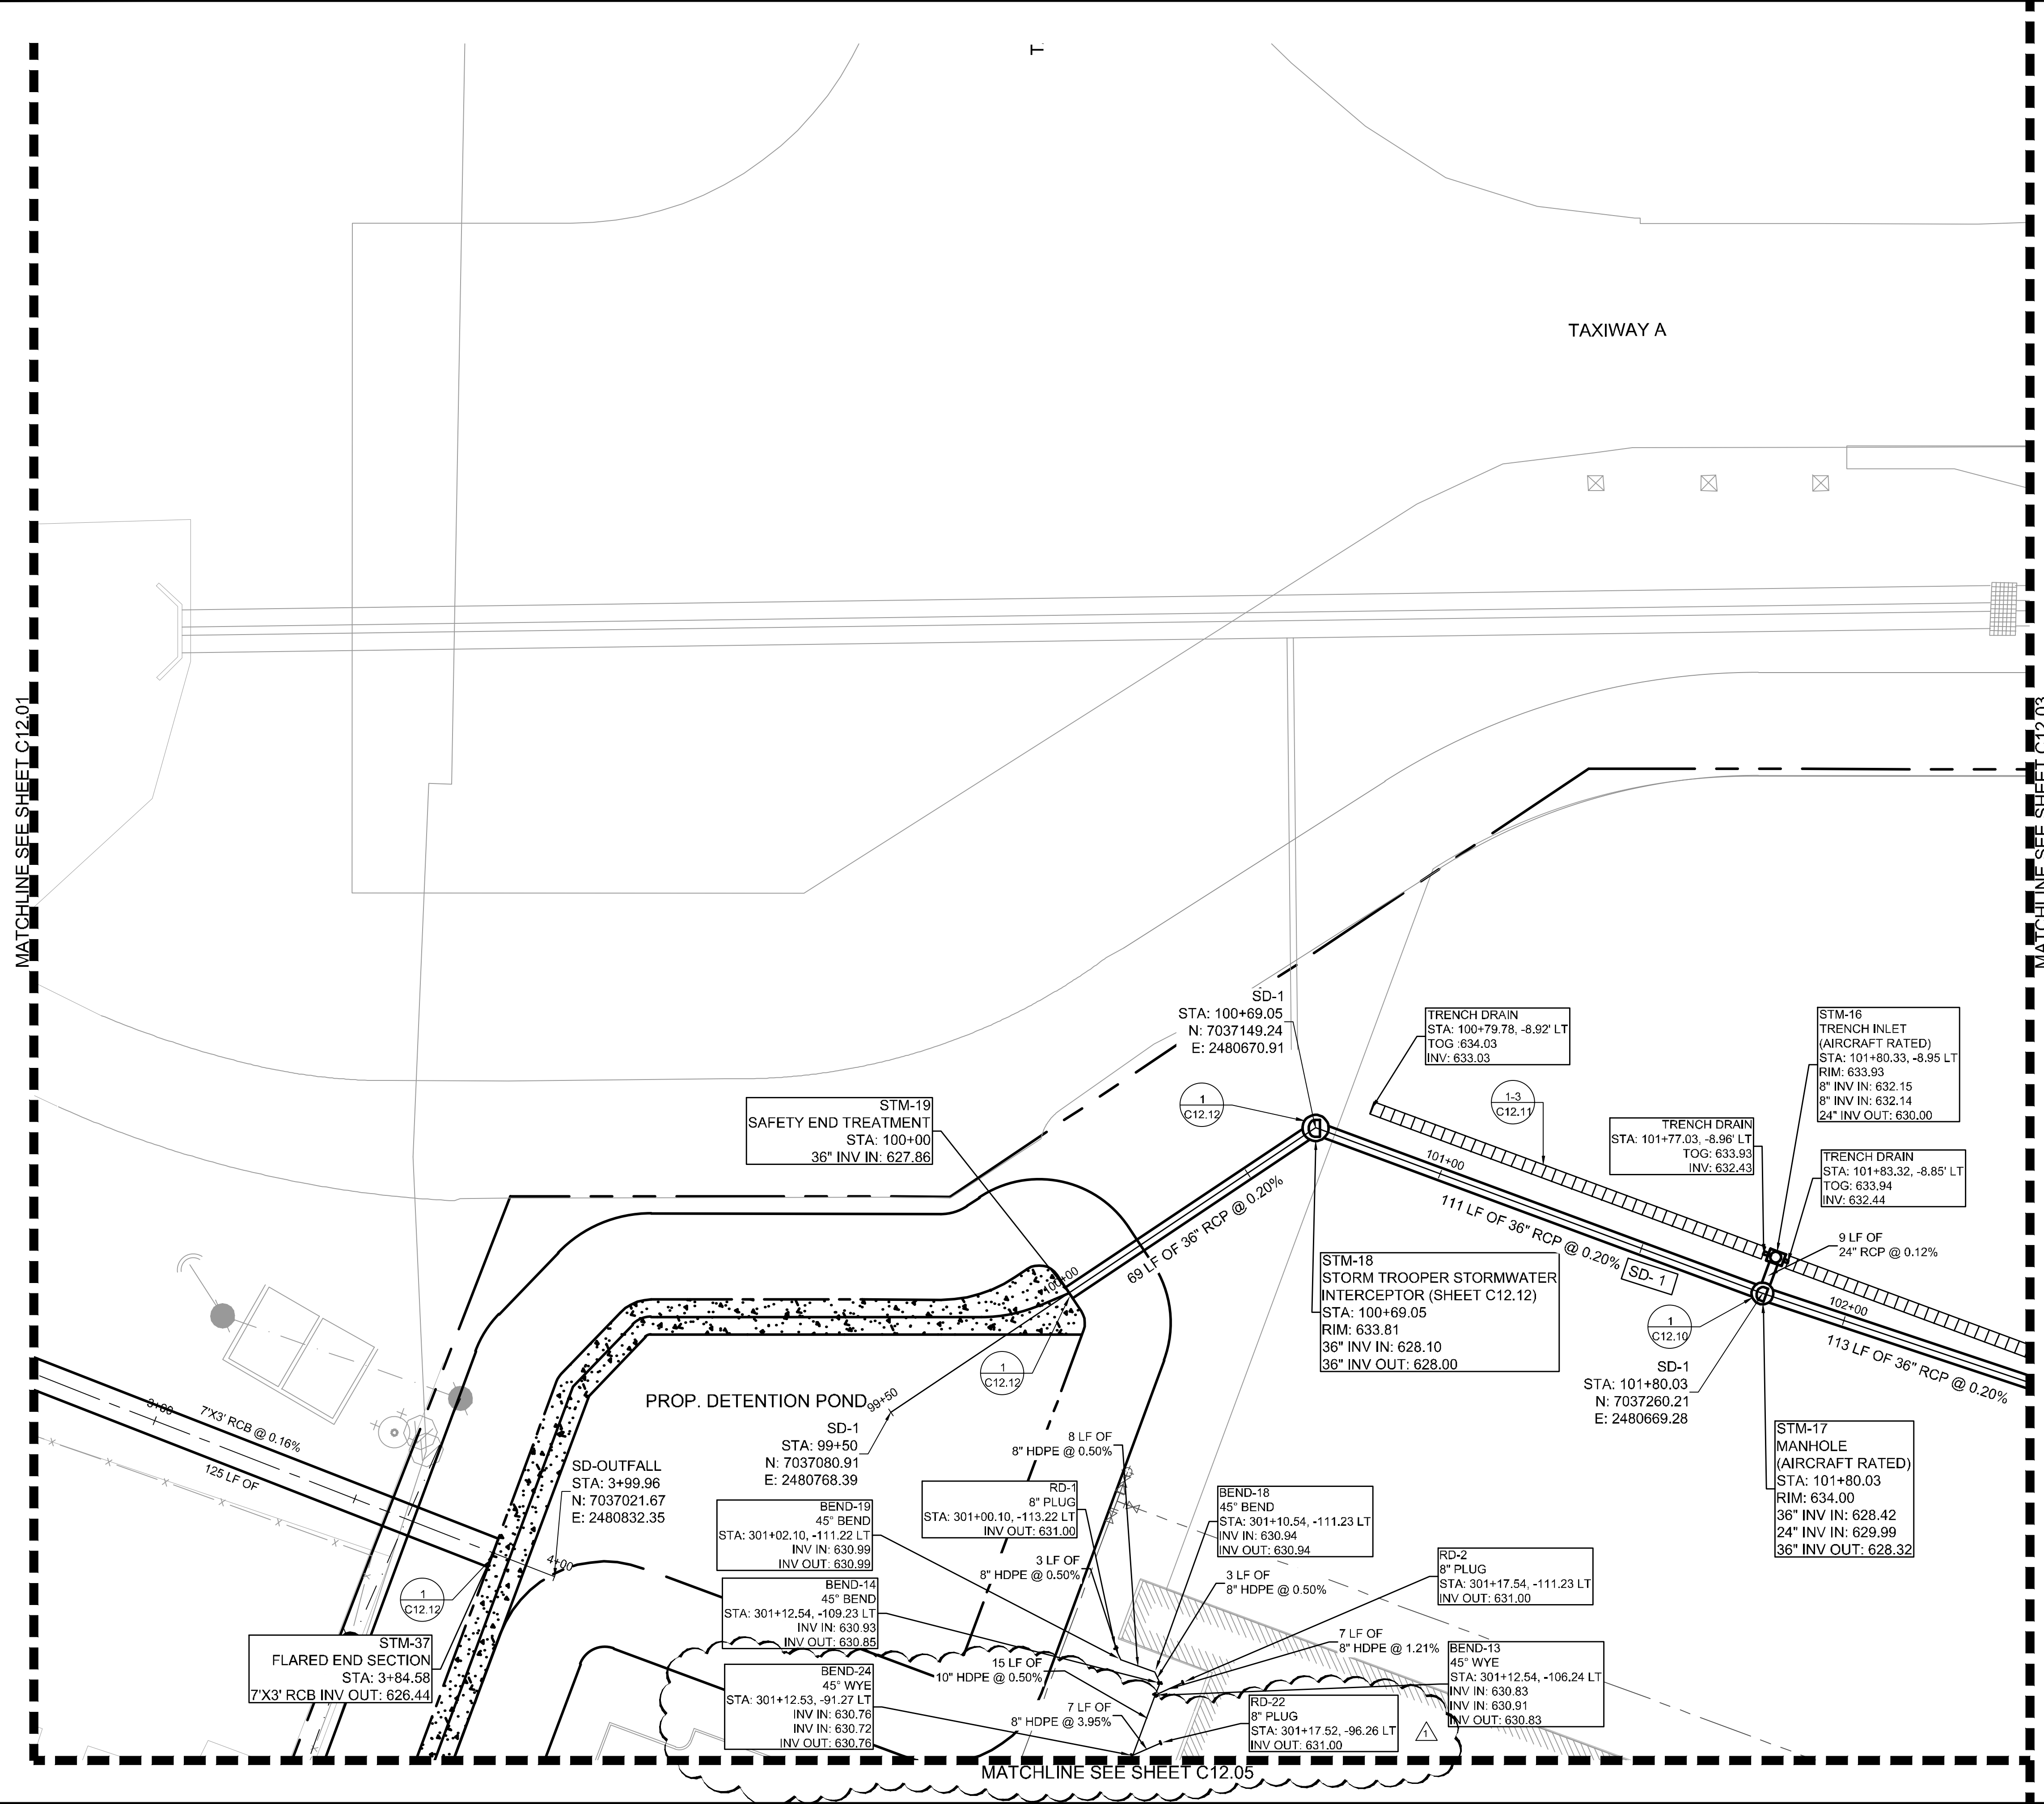 T
TAXIWAY A
MATCHLINE SEE SHEET C12.01
MATCHLINE SEE SHEET C12.03
SD-1
STA: 100+69.05
N: 7037149.24
E: 2480670.91
TRENCH DRAIN
STA: 100+79.78, -8.92' LT
TOG :634.03
INV: 633.03
STM-16
TRENCH INLET
(AIRCRAFT RATED)
STA: 101+80.33, -8.95 LT
RIM: 633.93
8" INV IN: 632.15
8" INV IN: 632.14
24" INV OUT: 630.00
1
C12.12
1-3
C12.11
STM-19
SAFETY END TREATMENT
STA: 100+00
36" INV IN: 627.86
TRENCH DRAIN
STA: 101+77.03, -8.96' LT
TOG: 633.93
INV: 632.43
TRENCH DRAIN
STA: 101+83.32, -8.85' LT
TOG: 633.94
INV: 632.44
101+00
111 LF OF 36" RCP @ 0.20%
SD- 1
9 LF OF
24" RCP @ 0.12%
69 LF OF 36" RCP @ 0.20%
100+00
STM-18
STORM TROOPER STORMWATER
INTERCEPTOR (SHEET C12.12)
STA: 100+69.05
RIM: 633.81
36" INV IN: 628.10
36" INV OUT: 628.00
102+00
113 LF OF 36" RCP @ 0.20%
1
C12.10
SD-1
STA: 101+80.03
N: 7037260.21
E: 2480669.28
1
C12.12
PROP. DETENTION POND
99+50
SD-1
STA: 99+50
N: 7037080.91
E: 2480768.39
STM-17
MANHOLE
(AIRCRAFT RATED)
STA: 101+80.03
RIM: 634.00
36" INV IN: 628.42
24" INV IN: 629.99
36" INV OUT: 628.32
3+00
7'X3' RCB @ 0.16%
125 LF OF
SD-OUTFALL
STA: 3+99.96
N: 7037021.67
E: 2480832.35
4+00
8 LF OF
8" HDPE @ 0.50%
RD-1
8" PLUG
STA: 301+00.10, -113.22 LT
INV OUT: 631.00
BEND-19
45° BEND
STA: 301+02.10, -111.22 LT
INV IN: 630.99
INV OUT: 630.99
BEND-18
45° BEND
STA: 301+10.54, -111.23 LT
INV IN: 630.94
INV OUT: 630.94
3 LF OF
8" HDPE @ 0.50%
3 LF OF
8" HDPE @ 0.50%
RD-2
8" PLUG
STA: 301+17.54, -111.23 LT
INV OUT: 631.00
BEND-14
45° BEND
STA: 301+12.54, -109.23 LT
INV IN: 630.93
INV OUT: 630.85
1
C12.12
STM-37
FLARED END SECTION
STA: 3+84.58
7'X3' RCB INV OUT: 626.44
7 LF OF
8" HDPE @ 1.21%
BEND-13
45° WYE
STA: 301+12.54, -106.24 LT
INV IN: 630.83
INV IN: 630.91
INV OUT: 630.83
15 LF OF
10" HDPE @ 0.50%
BEND-24
45° WYE
STA: 301+12.53, -91.27 LT
INV IN: 630.76
INV IN: 630.72
INV OUT: 630.76
7 LF OF
8" HDPE @ 3.95%
RD-22
8" PLUG
STA: 301+17.52, -96.26 LT
INV OUT: 631.00
1
MATCHLINE SEE SHEET C12.05